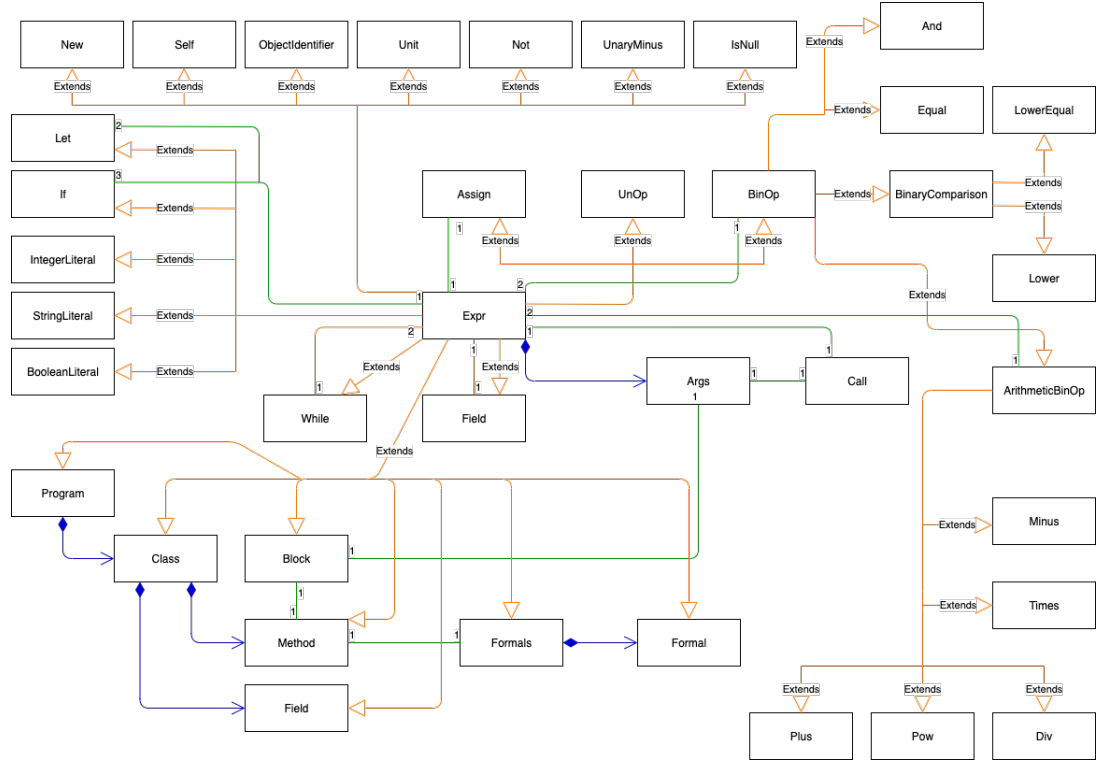 New
Self
ObjectIdentifier
Unit
Not
UnaryMinus
IsNull
And
Extends
Extends
Extends
Extends
Extends
Extends
Extends
Extends
Extends
Equal
LowerEqual
Let
2
Extends
If
3
Extends
Assign
UnOp
BinOp
Extends
BinaryComparison
Extends
Extends
1
1
Extends
Extends
Extends
IntegerLiteral
Extends
Lower
1
1
2
Extends
StringLiteral
Extends
Expr
2
2
1
1
1
1
BooleanLiteral
Extends
Extends
Extends
Args
1
1
Call
ArithmeticBinOp
1
1
1
While
Field
Extends
Program
Minus
Extends
Class
Block
1
1
1
Times
Extends
Method
1
1
Formals
Formal
Extends
Extends
Extends
Field
Plus
Pow
Div